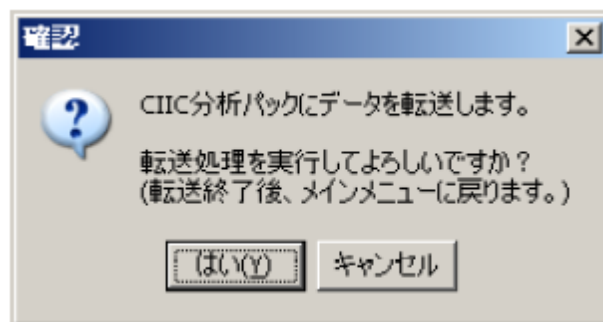 確認
CIIC分析パックにデータを転送します。
転送処理を実行してよろしいですか？
(転送終了後、メインメニューに戻ります。)
はい(Y)
キャンセル